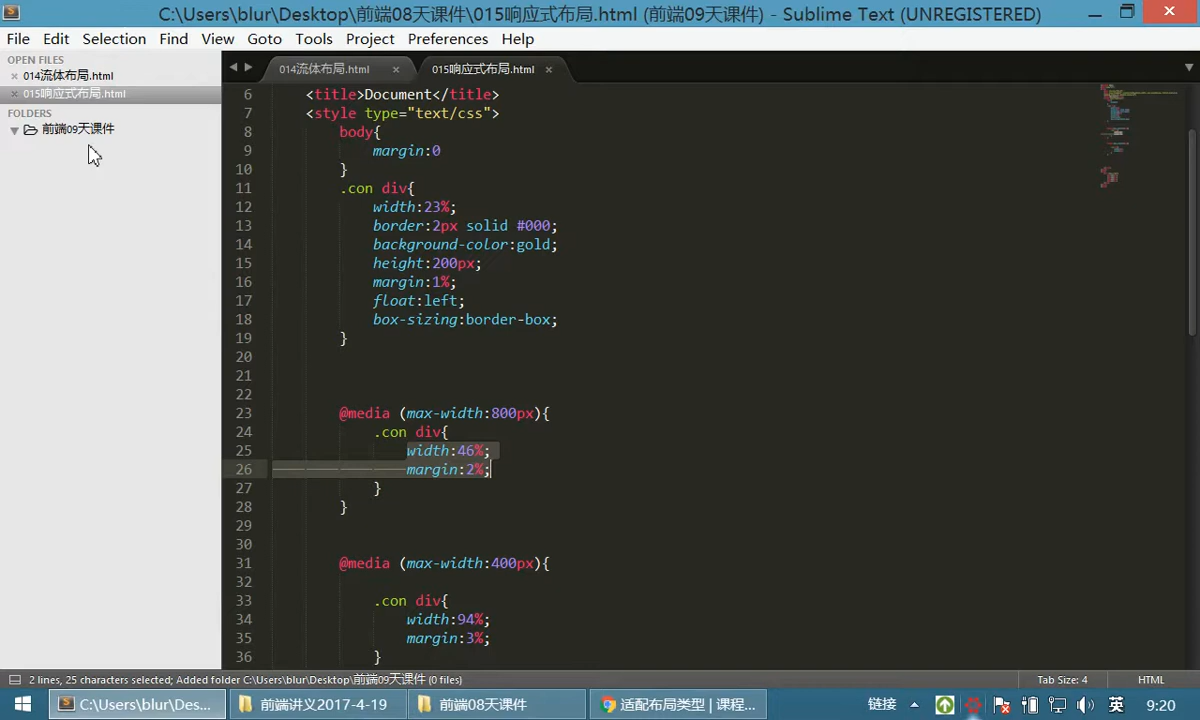 C:\Users\blur\Desktop\前端08天课件\015响应式布局.html (前端09天课件) - Sublime Text (UNREGISTERED)
File Edit Selection Find View Goto Tools Project Preferences Help
OPEN FILES
014流体布局.html
015响应式布局.html
FOLDERS
前端09天课件
014流体布局.html 015响应式布局.html
6 <title>Document</title>
7 <style type="text/css">
8 body{
9 margin:0
10 }
11 .con div{
12 width:23%;
13 border:2px solid #000;
14 background-color:gold;
15 height:200px;
16 margin:1%;
17 float:left;
18 box-sizing:border-box;
19 }
20
21
22
23 @media (max-width:800px){
24 .con div{
25 width:46%;
26 margin:2%;
27 }
28 }
29
30
31 @media (max-width:400px){
32
33 .con div{
34 width:94%;
35 margin:3%;
36 }
2 lines, 25 characters selected; Added folder C:\Users\blur\Desktop\前端09天课件 (0 files) Tab Size: 4 HTML
C:\Users\blur\Des... 前端讲义2017-4-19 前端08天课件 适配布局类型 | 课程... 链接 英 9:20